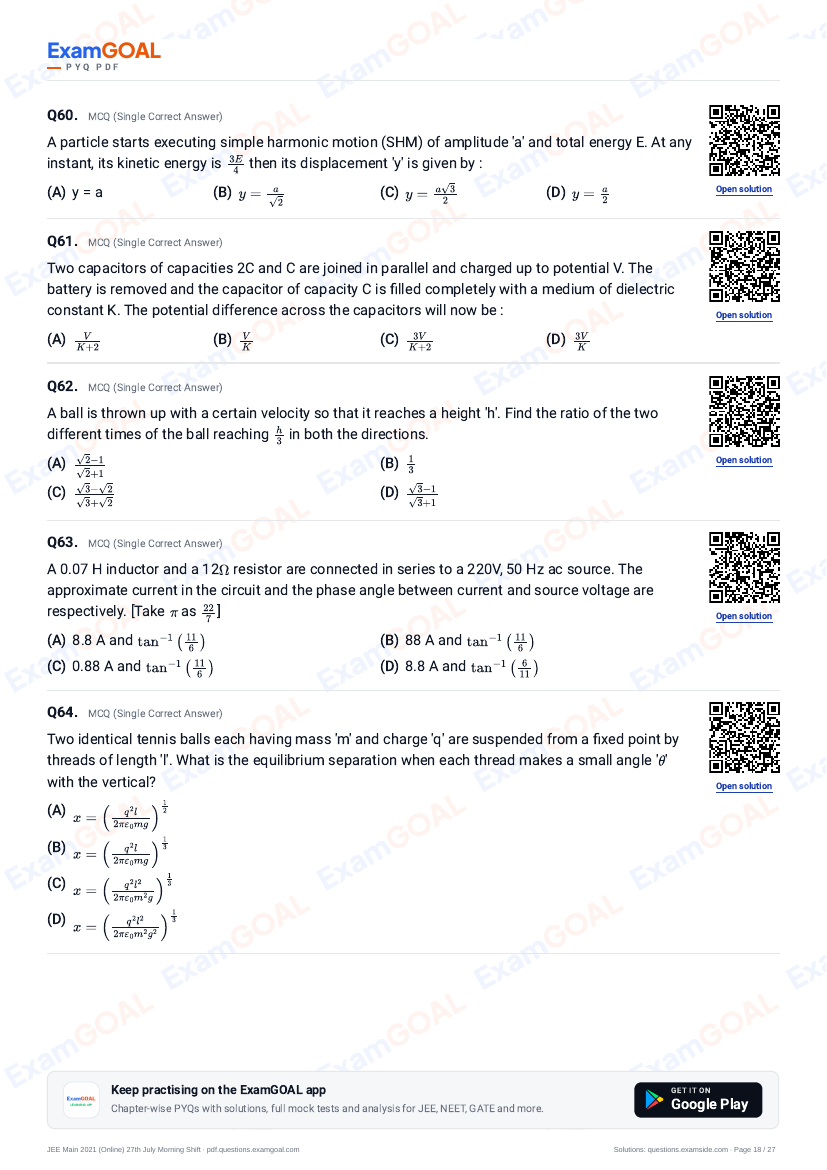 ExamGOAL
PYQ PDF
Q60. MCQ (Single Correct Answer)
A particle starts executing simple harmonic motion (SHM) of amplitude 'a' and total energy E. At any
instant, its kinetic energy is 3E/4 then its displacement 'y' is given by :
(A) y = a (B) y = a/√2 (C) y = a√3/2 (D) y = a/2
Open solution
Q61. MCQ (Single Correct Answer)
Two capacitors of capacities 2C and C are joined in parallel and charged up to potential V. The
battery is removed and the capacitor of capacity C is filled completely with a medium of dielectric
constant K. The potential difference across the capacitors will now be :
(A) V/(K+2) (B) V/K (C) 3V/(K+2) (D) 3V/K
Open solution
Q62. MCQ (Single Correct Answer)
A ball is thrown up with a certain velocity so that it reaches a height 'h'. Find the ratio of the two
different times of the ball reaching h/3 in both the directions.
(A) (√2−1)/(√2+1) (B) 1/3
(C) (√3−√2)/(√3+√2) (D) (√3−1)/(√3+1)
Open solution
Q63. MCQ (Single Correct Answer)
A 0.07 H inductor and a 12Ω resistor are connected in series to a 220V, 50 Hz ac source. The
approximate current in the circuit and the phase angle between current and source voltage are
respectively. [Take π as 22/7]
(A) 8.8 A and tan⁻¹(11/6) (B) 88 A and tan⁻¹(11/6)
(C) 0.88 A and tan⁻¹(11/6) (D) 8.8 A and tan⁻¹(6/11)
Open solution
Q64. MCQ (Single Correct Answer)
Two identical tennis balls each having mass 'm' and charge 'q' are suspended from a fixed point by
threads of length 'l'. What is the equilibrium separation when each thread makes a small angle 'θ'
with the vertical?
(A) x = (q²l/2πε₀mg)^(1/2)
(B) x = (q²l/2πε₀mg)^(1/3)
(C) x = (q²l²/2πε₀m²g)^(1/3)
(D) x = (q²l²/2πε₀m²g²)^(1/3)
Open solution
Keep practising on the ExamGOAL app
Chapter-wise PYQs with solutions, full mock tests and analysis for JEE, NEET, GATE and more.
GET IT ON
Google Play
JEE Main 2021 (Online) 27th July Morning Shift · pdf.questions.examgoal.com
Solutions: questions.examside.com · Page 18 / 27